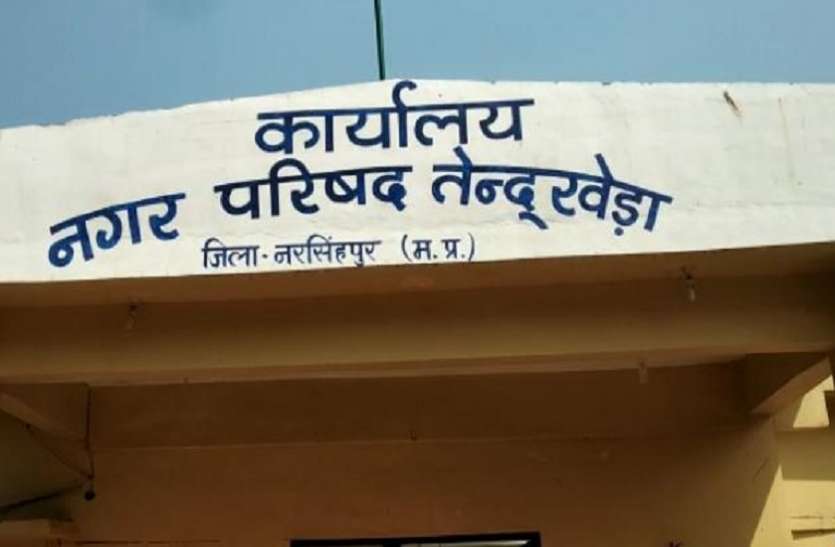 कार्यालय
नगर परिषद तेन्दूखेड़ा
जिला-नरसिंहपुर (म.प्र.)